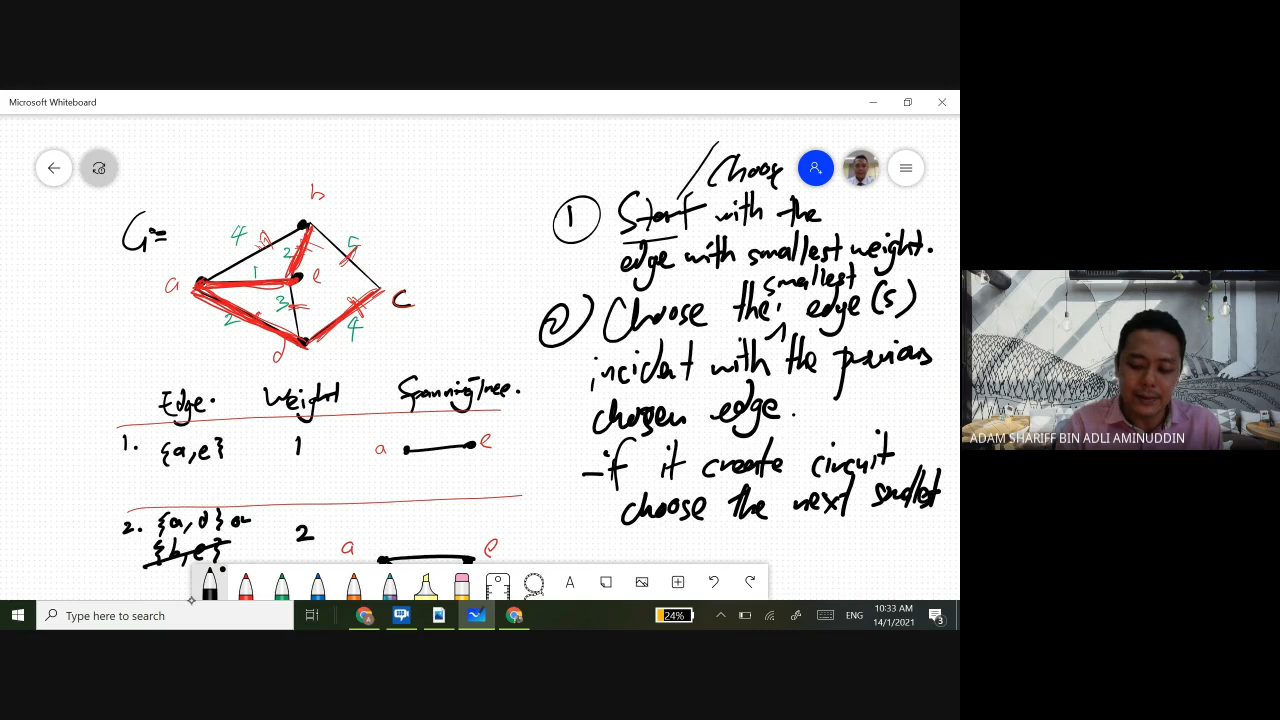 Microsoft Whiteboard
G=
b
4
5
2
a
1
e
3
c
2
4
d
Edge.
Weight
Spanning Tree.
1.
{a,e}
1
a
e
2.
{a,d} or
{b,e}
2
a
e
Choose
1
Start with the
edge with smallest weight.
2) Choose the smallest edge(s)
incident with the previous
chosen edge.
- if it create circuit
choose the next smallest
ADAM SHARIFF BIN ADLI AMINUDDIN
A
Type here to search
24%
ENG
10:33 AM
14/1/2021
3